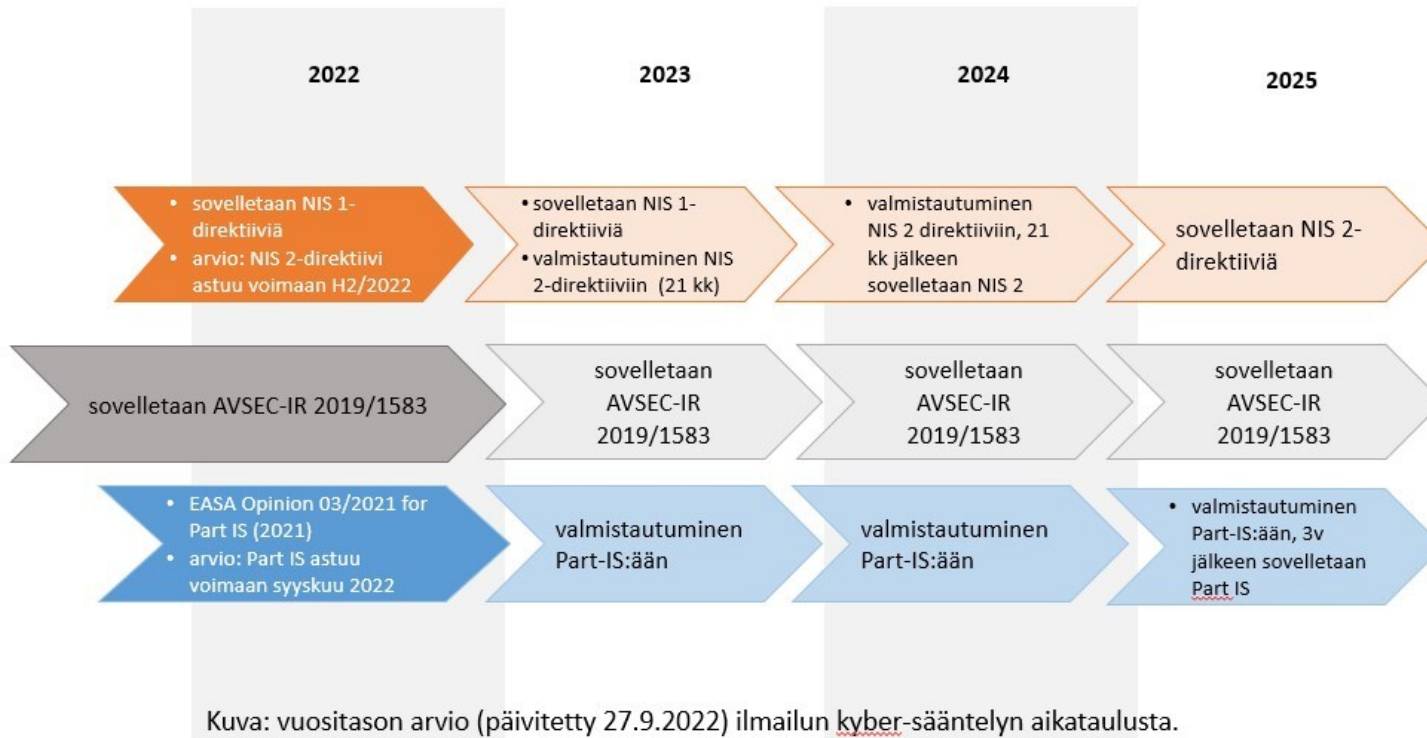 2022
2023
2024
2025
• sovelletaan NIS 1-
direktiiviä
• arvio: NIS 2-direktiivi
astuu voimaan H2/2022
• sovelletaan NIS 1-
direktiiviä
• valmistautuminen NIS
2-direktiiviin (21 kk)
• valmistautuminen
NIS 2 direktiiviin, 21
kk jälkeen
sovelletaan NIS 2
sovelletaan NIS 2-
direktiiviä
sovelletaan AVSEC-IR 2019/1583
sovelletaan
AVSEC-IR
2019/1583
sovelletaan
AVSEC-IR
2019/1583
sovelletaan
AVSEC-IR
2019/1583
• EASA Opinion 03/2021 for
Part IS (2021)
• arvio: Part IS astuu
voimaan syyskuu 2022
valmistautuminen
Part-IS:ään
valmistautuminen
Part-IS:ään
• valmistautuminen
Part-IS:ään, 3v
jälkeen sovelletaan
Part IS
Kuva: vuositason arvio (päivitetty 27.9.2022) ilmailun kyber-sääntelyn aikataulusta.